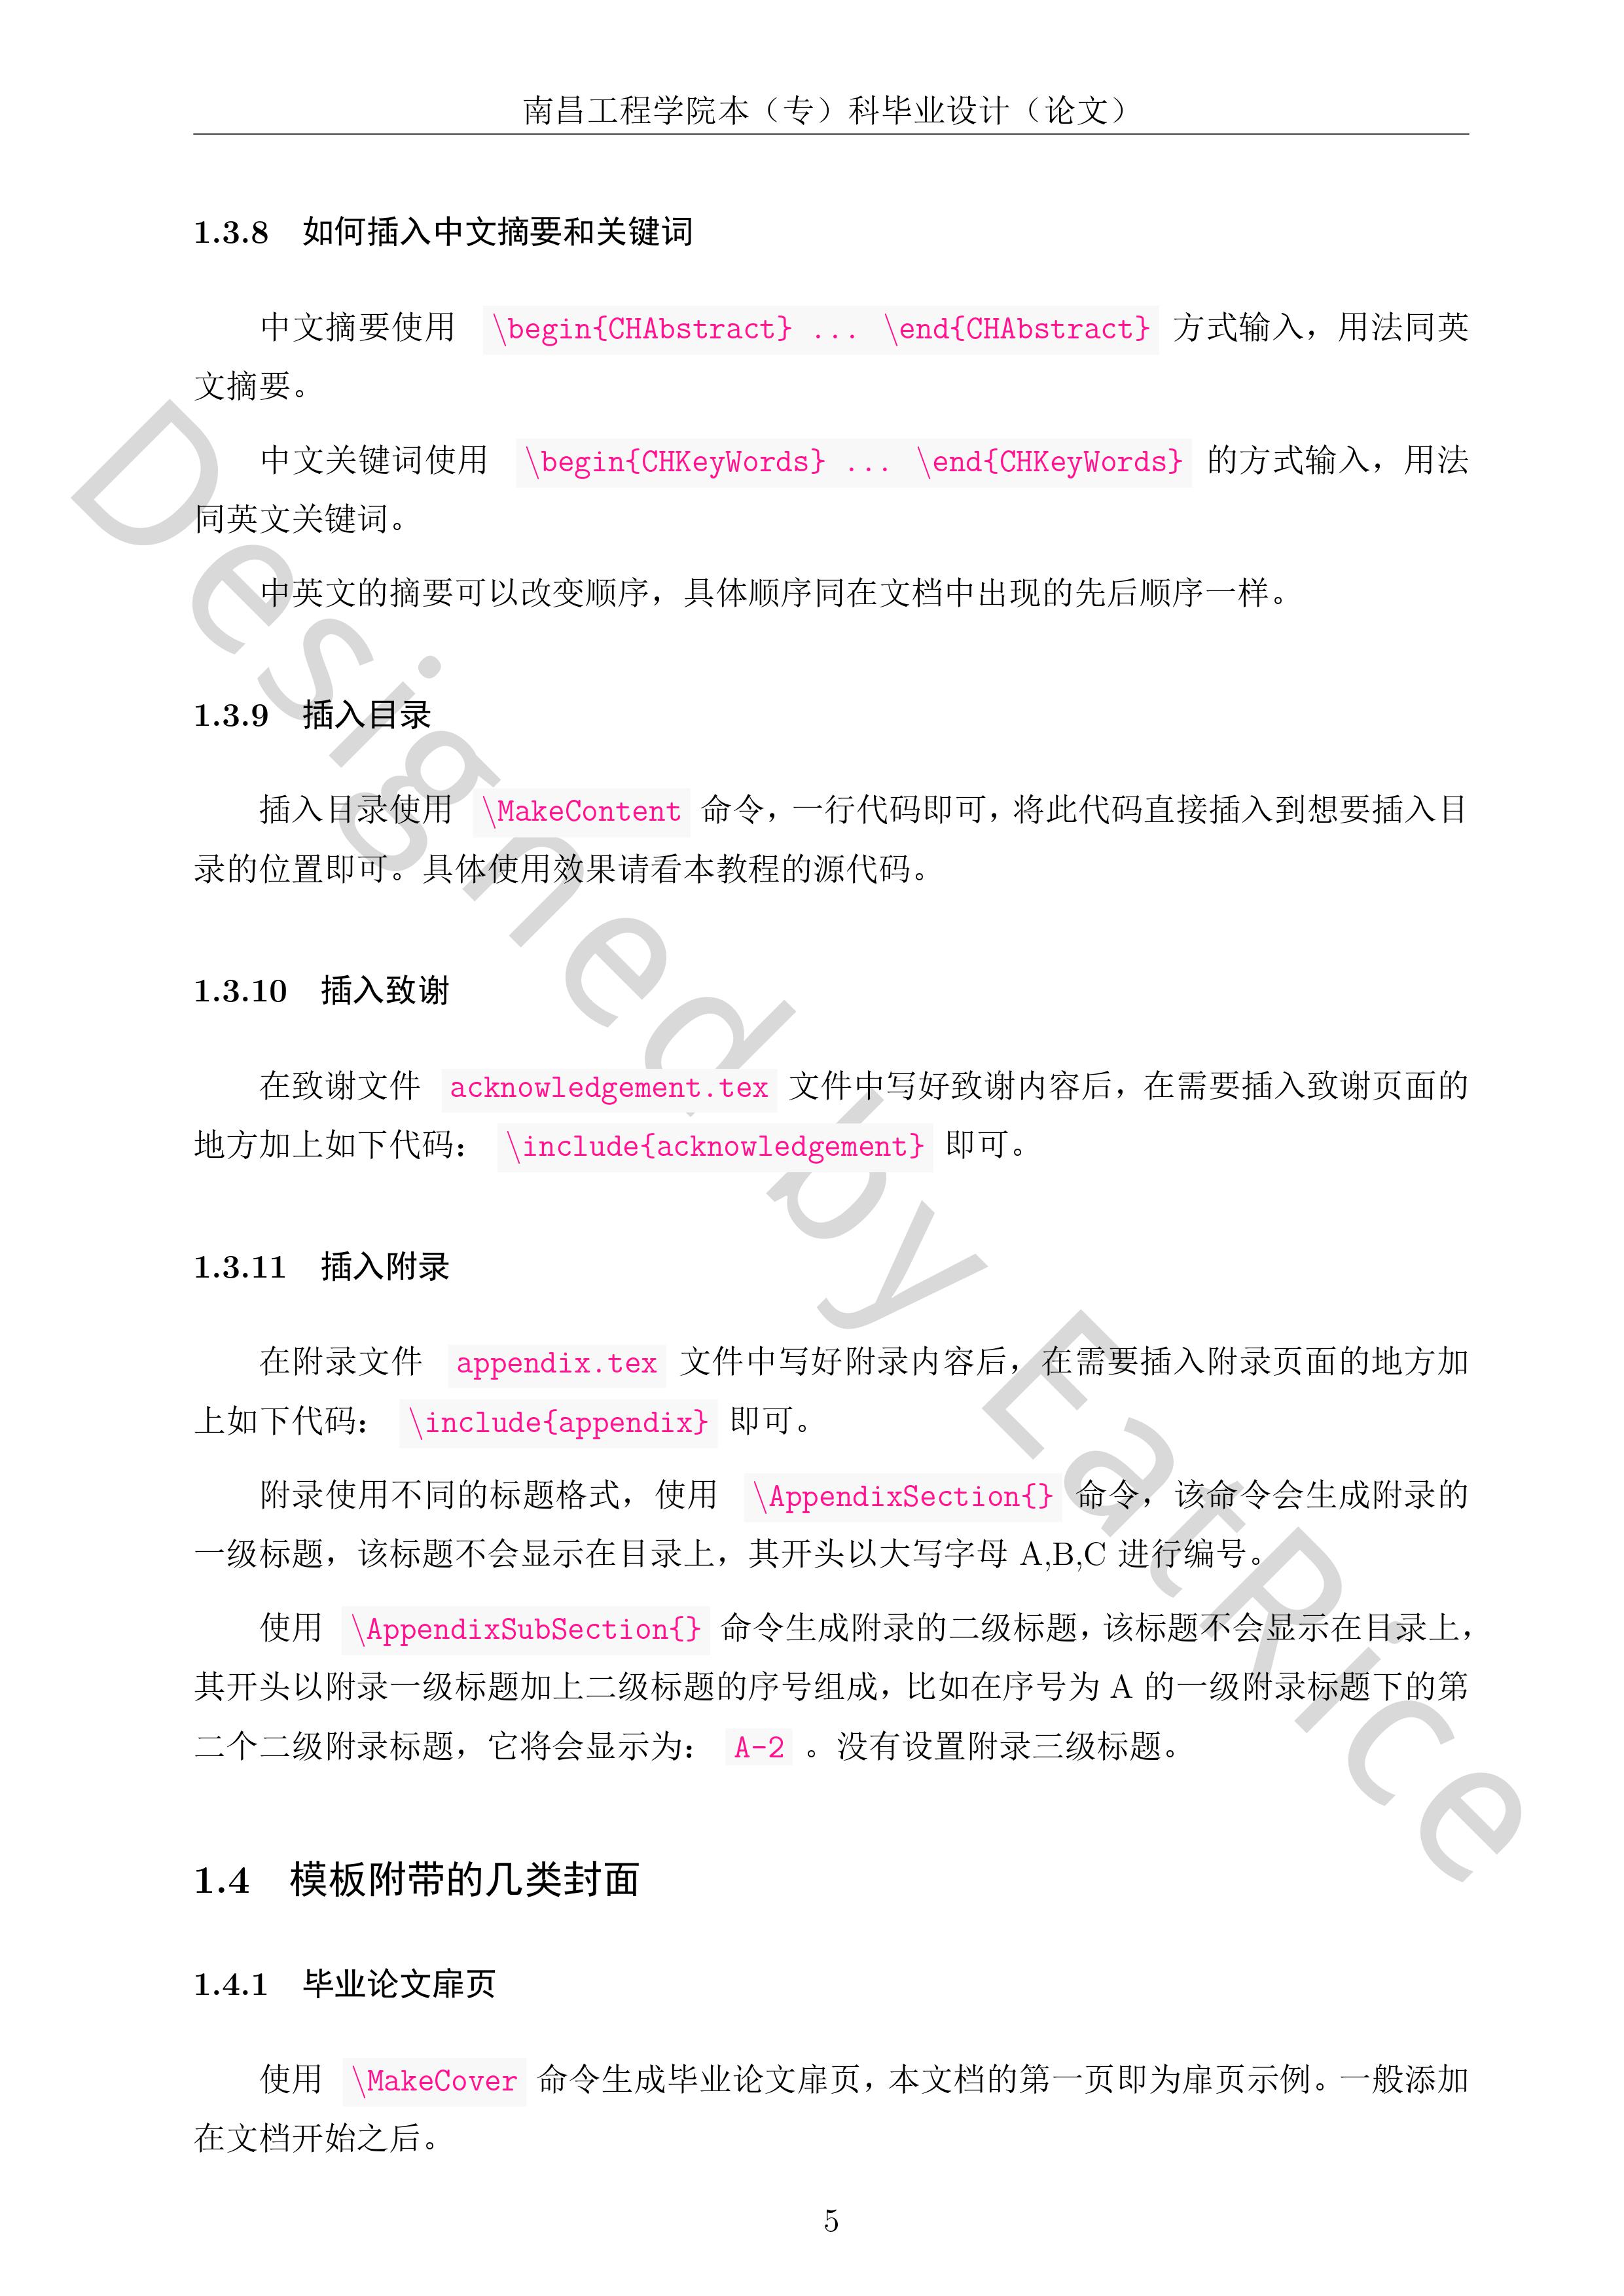 南昌工程学院本（专）科毕业设计（论文）
1.3.8 如何插入中文摘要和关键词
中文摘要使用 \begin{CHAbstract} ... \end{CHAbstract} 方式输入，用法同英
文摘要。
中文关键词使用 \begin{CHKeyWords} ... \end{CHKeyWords} 的方式输入，用法
同英文关键词。
中英文的摘要可以改变顺序，具体顺序同在文档中出现的先后顺序一样。
1.3.9 插入目录
插入目录使用 \MakeContent 命令，一行代码即可，将此代码直接插入到想要插入目
录的位置即可。具体使用效果请看本教程的源代码。
1.3.10 插入致谢
在致谢文件 acknowledgement.tex 文件中写好致谢内容后，在需要插入致谢页面的
地方加上如下代码： \include{acknowledgement} 即可。
1.3.11 插入附录
在附录文件 appendix.tex 文件中写好附录内容后，在需要插入附录页面的地方加
上如下代码： \include{appendix} 即可。
附录使用不同的标题格式，使用 \AppendixSection{} 命令，该命令会生成附录的
一级标题，该标题不会显示在目录上，其开头以大写字母 A,B,C 进行编号。
使用 \AppendixSubSection{} 命令生成附录的二级标题，该标题不会显示在目录上，
其开头以附录一级标题加上二级标题的序号组成，比如在序号为 A 的一级附录标题下的第
二个二级附录标题，它将会显示为： A-2 。没有设置附录三级标题。
1.4 模板附带的几类封面
1.4.1 毕业论文扉页
使用 \MakeCover 命令生成毕业论文扉页，本文档的第一页即为扉页示例。一般添加
在文档开始之后。
5
Designed by EatRice